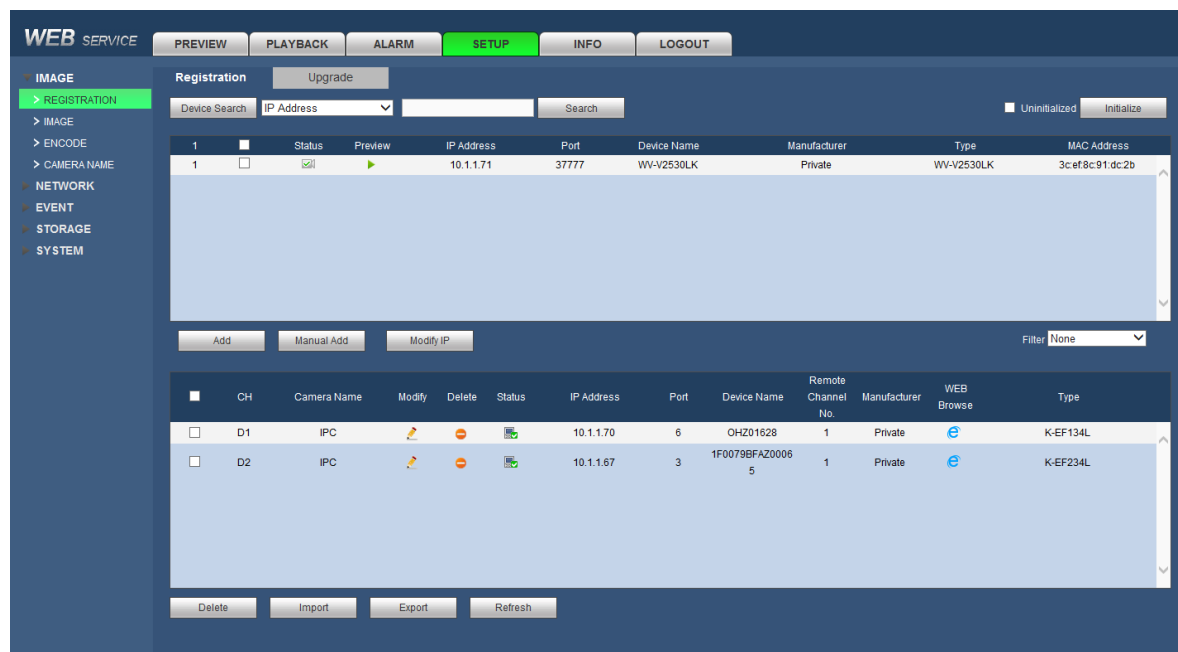 WEB SERVICE
PREVIEW PLAYBACK ALARM SETUP INFO LOGOUT
IMAGE
> REGISTRATION
> IMAGE
> ENCODE
> CAMERA NAME
NETWORK
EVENT
STORAGE
SYSTEM
Registration Upgrade
Device Search IP Address Search Uninitialized Initialize
1 Status Preview IP Address Port Device Name Manufacturer Type MAC Address
1 10.1.1.71 37777 WV-V2530LK Private WV-V2530LK 3c:ef:8c:91:dc:2b
Add Manual Add Modify IP Filter None
CH Camera Name Modify Delete Status IP Address Port Device Name Remote Channel No. Manufacturer WEB Browse Type
D1 IPC 10.1.1.70 6 OHZ01628 1 Private K-EF134L
D2 IPC 10.1.1.67 3 1F0079BFAZ0006
5 1 Private K-EF234L
Delete Import Export Refresh